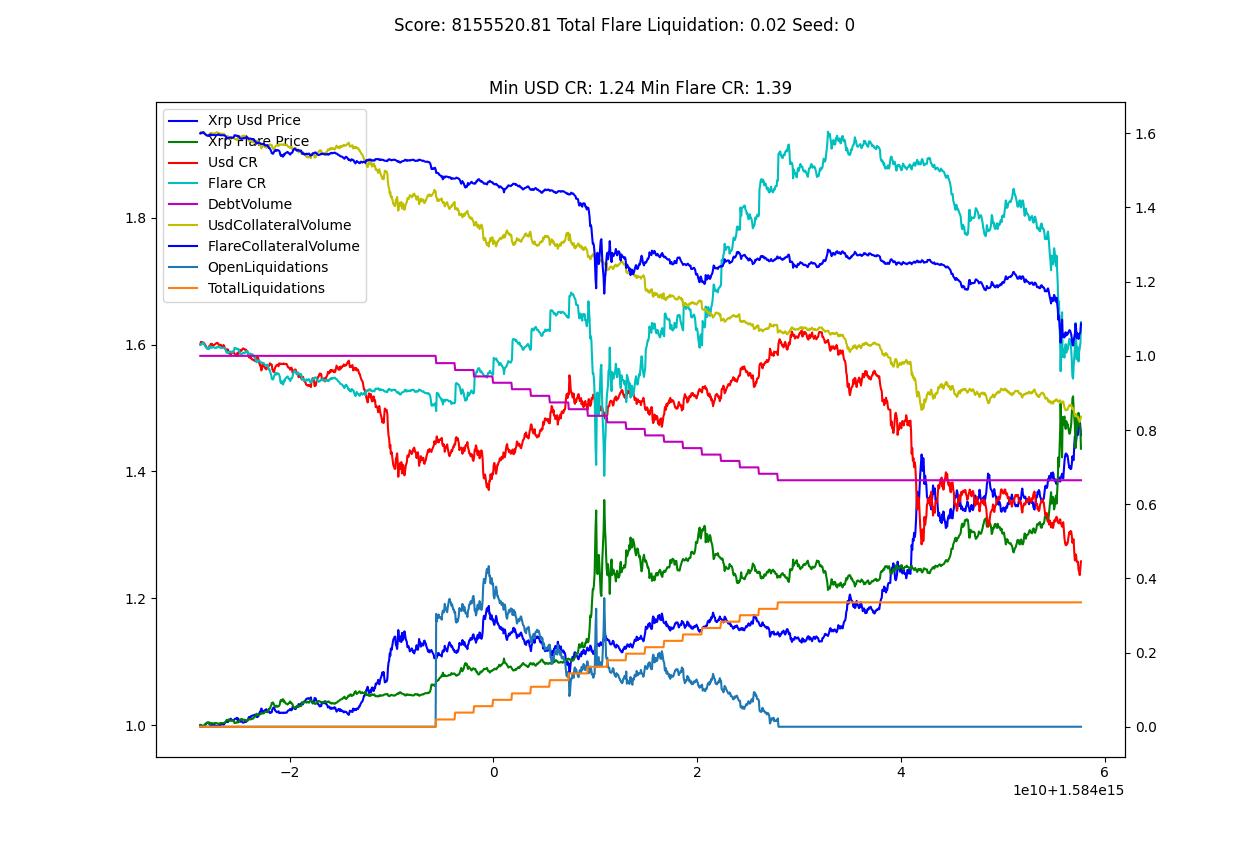 Score: 8155520.81 Total Flare Liquidation: 0.02 Seed: 0
Min USD CR: 1.24 Min Flare CR: 1.39
Xrp Usd Price
Xrp Flare Price
Usd CR
Flare CR
DebtVolume
UsdCollateralVolume
FlareCollateralVolume
OpenLiquidations
TotalLiquidations
1.8
1.6
1.4
1.2
1.0
1.6
1.4
1.2
1.0
0.8
0.6
0.4
0.2
0.0
−2 0 2 4 6
1e10+1.584e15